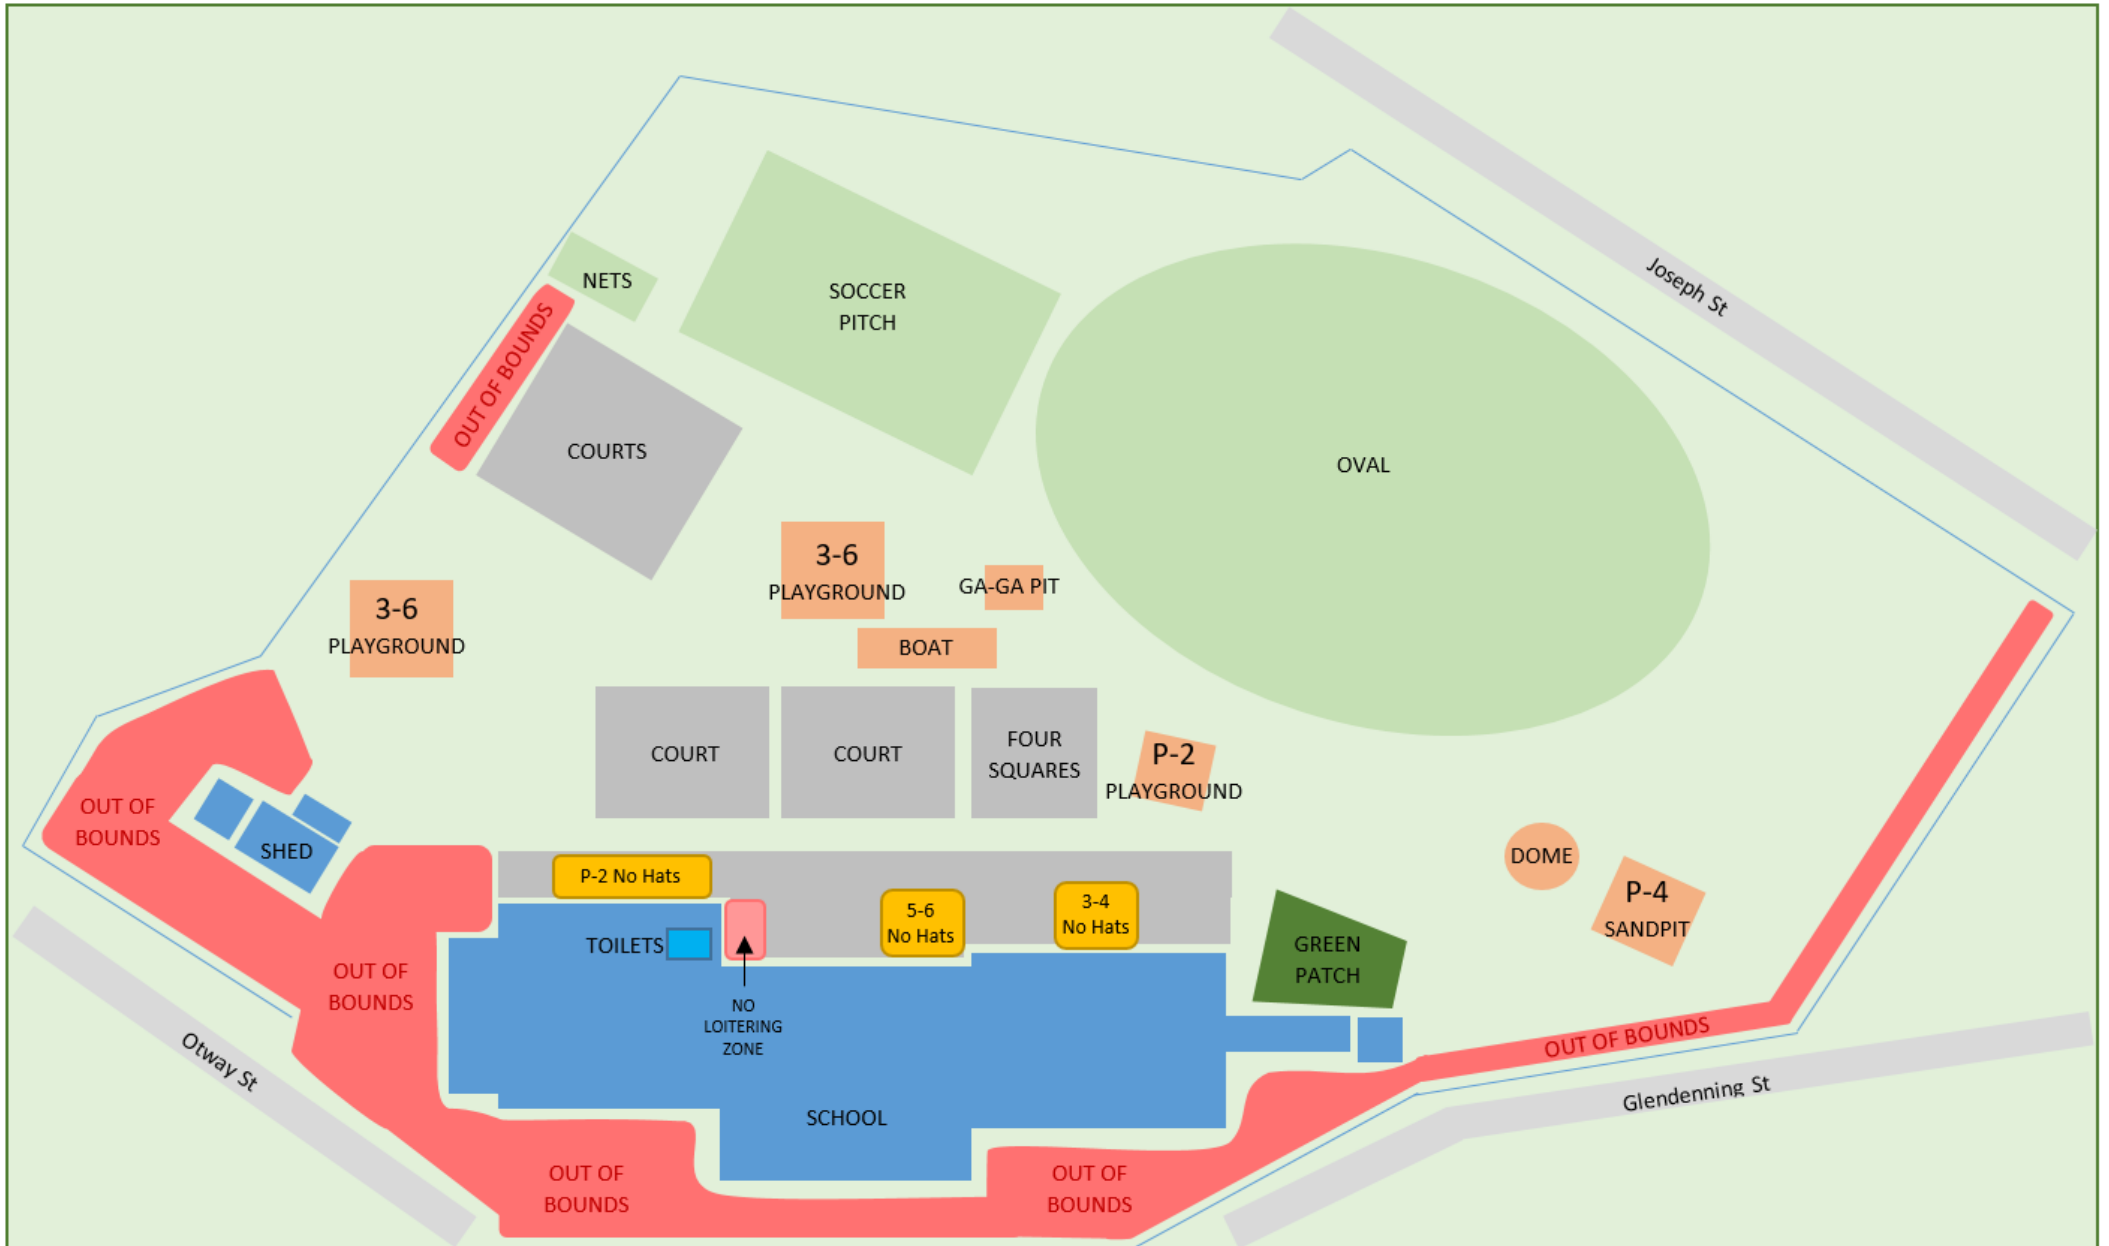 Joseph St
NETS
SOCCER
PITCH
OUT OF BOUNDS
COURTS
OVAL
3-6
PLAYGROUND
GA-GA PIT
3-6
PLAYGROUND
BOAT
COURT
COURT
FOUR
SQUARES
P-2
PLAYGROUND
OUT OF
BOUNDS
SHED
DOME
P-2 No Hats
5-6
No Hats
3-4
No Hats
P-4
SANDPIT
TOILETS
GREEN
PATCH
OUT OF
BOUNDS
NO
LOITERING
ZONE
OUT OF BOUNDS
Otway St
Glendenning St
SCHOOL
OUT OF
BOUNDS
OUT OF
BOUNDS